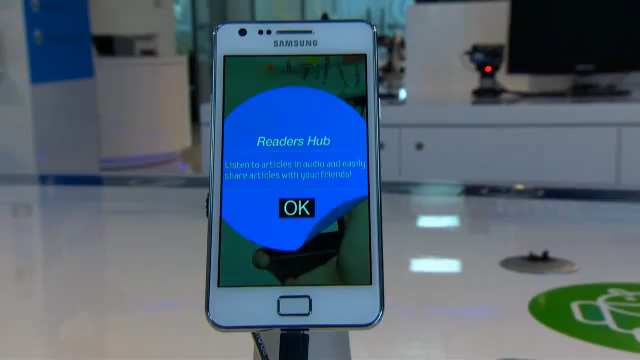 SAMSUNG
Readers Hub
Listen to articles in audio and easily
share articles with your friends!
OK